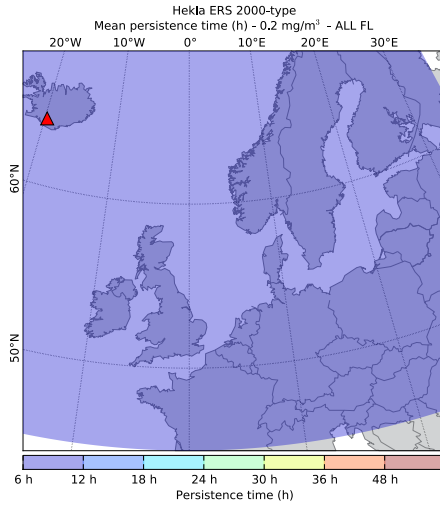 Hekla ERS 2000-type
Mean persistence time (h) - 0.2 mg/m³ - ALL FL
20°W 10°W 0°E 10°E 20°E 30°E
60°N
50°N
6 h 12 h 18 h 24 h 30 h 36 h 48 h
Persistence time (h)